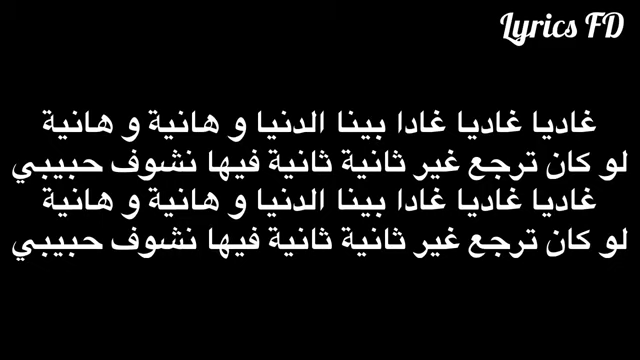 Lyrics FD
غاديا غاديا غادا بينا الدنيا و هانية و هانية
لو كان ترجع غير ثانية ثانية فيها نشوف حبيبي
غاديا غاديا غادا بينا الدنيا و هانية و هانية
لو كان ترجع غير ثانية ثانية فيها نشوف حبيبي